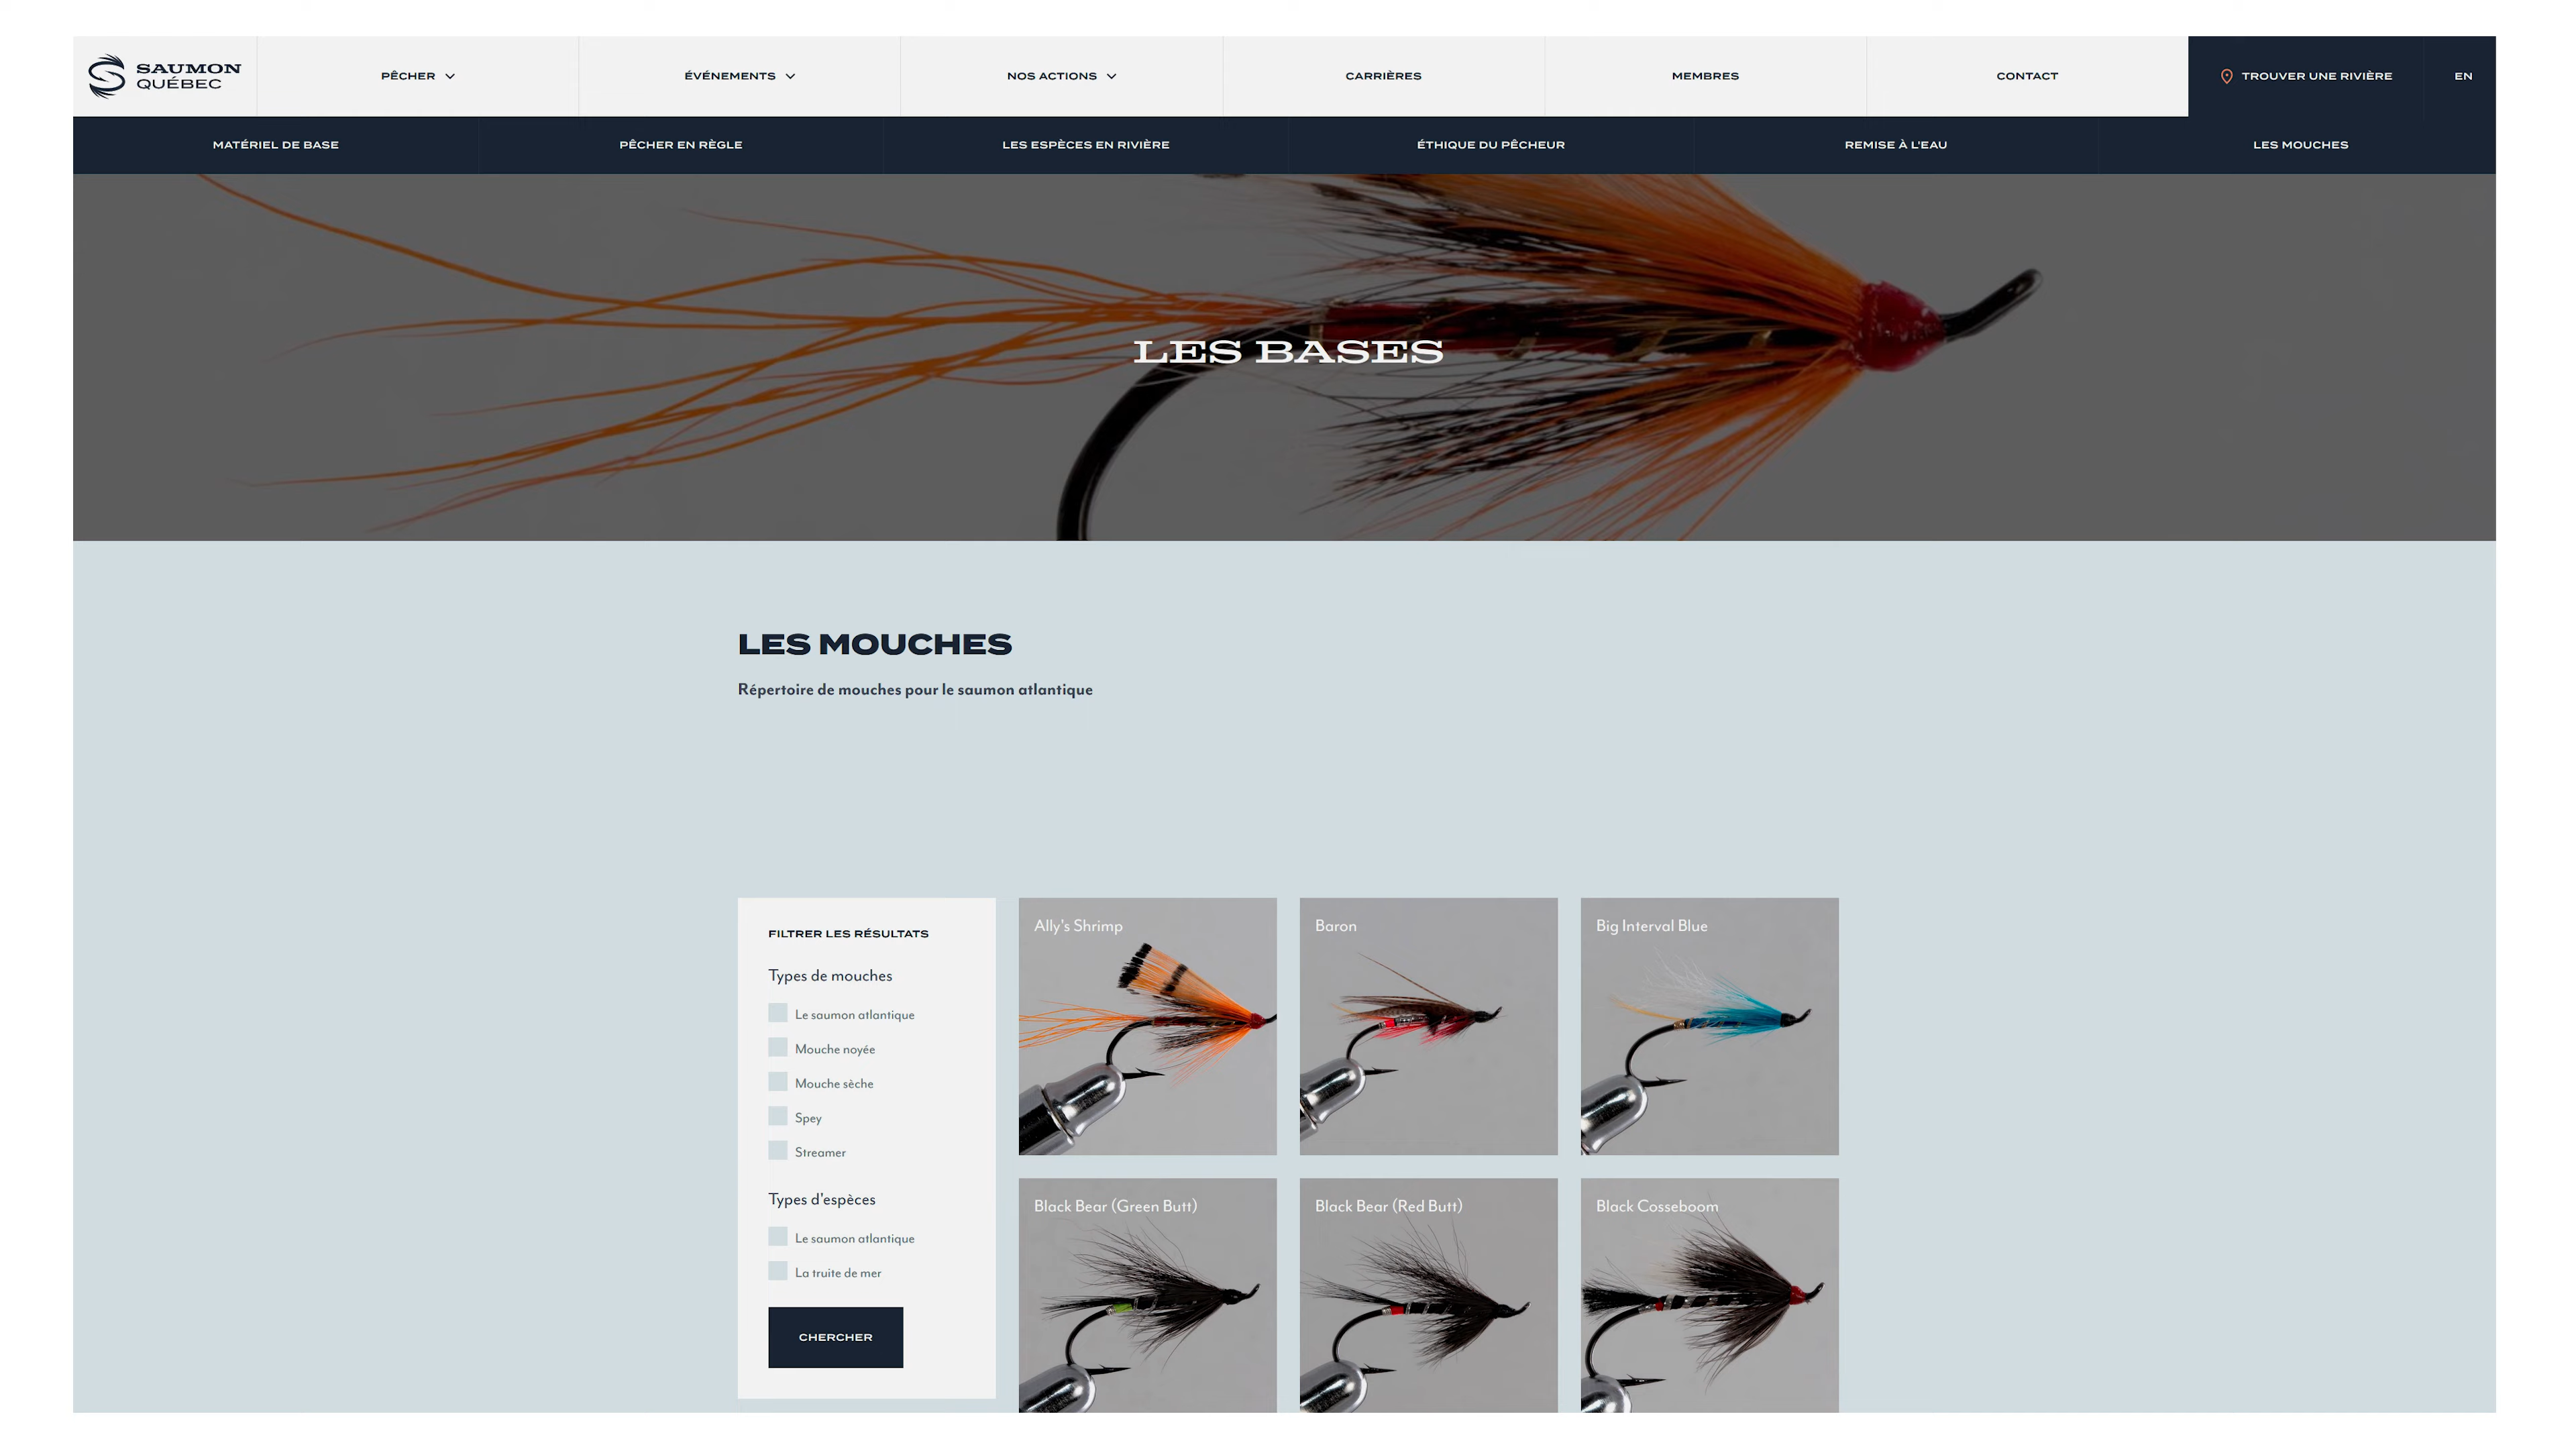 SAUMON
QUÉBEC
PÊCHER
ÉVÉNEMENTS
NOS ACTIONS
CARRIÈRES
MEMBRES
CONTACT
TROUVER UNE RIVIÈRE
EN
MATÉRIEL DE BASE
PÊCHER EN RÈGLE
LES ESPÈCES EN RIVIÈRE
ÉTHIQUE DU PÊCHEUR
REMISE À L'EAU
LES MOUCHES
LES BASES
LES MOUCHES
Répertoire de mouches pour le saumon atlantique
FILTRER LES RÉSULTATS
Types de mouches
Le saumon atlantique
Mouche noyée
Mouche sèche
Spey
Streamer
Types d'espèces
Le saumon atlantique
La truite de mer
CHERCHER
Ally's Shrimp
Baron
Big Interval Blue
Black Bear (Green Butt)
Black Bear (Red Butt)
Black Cosseboom